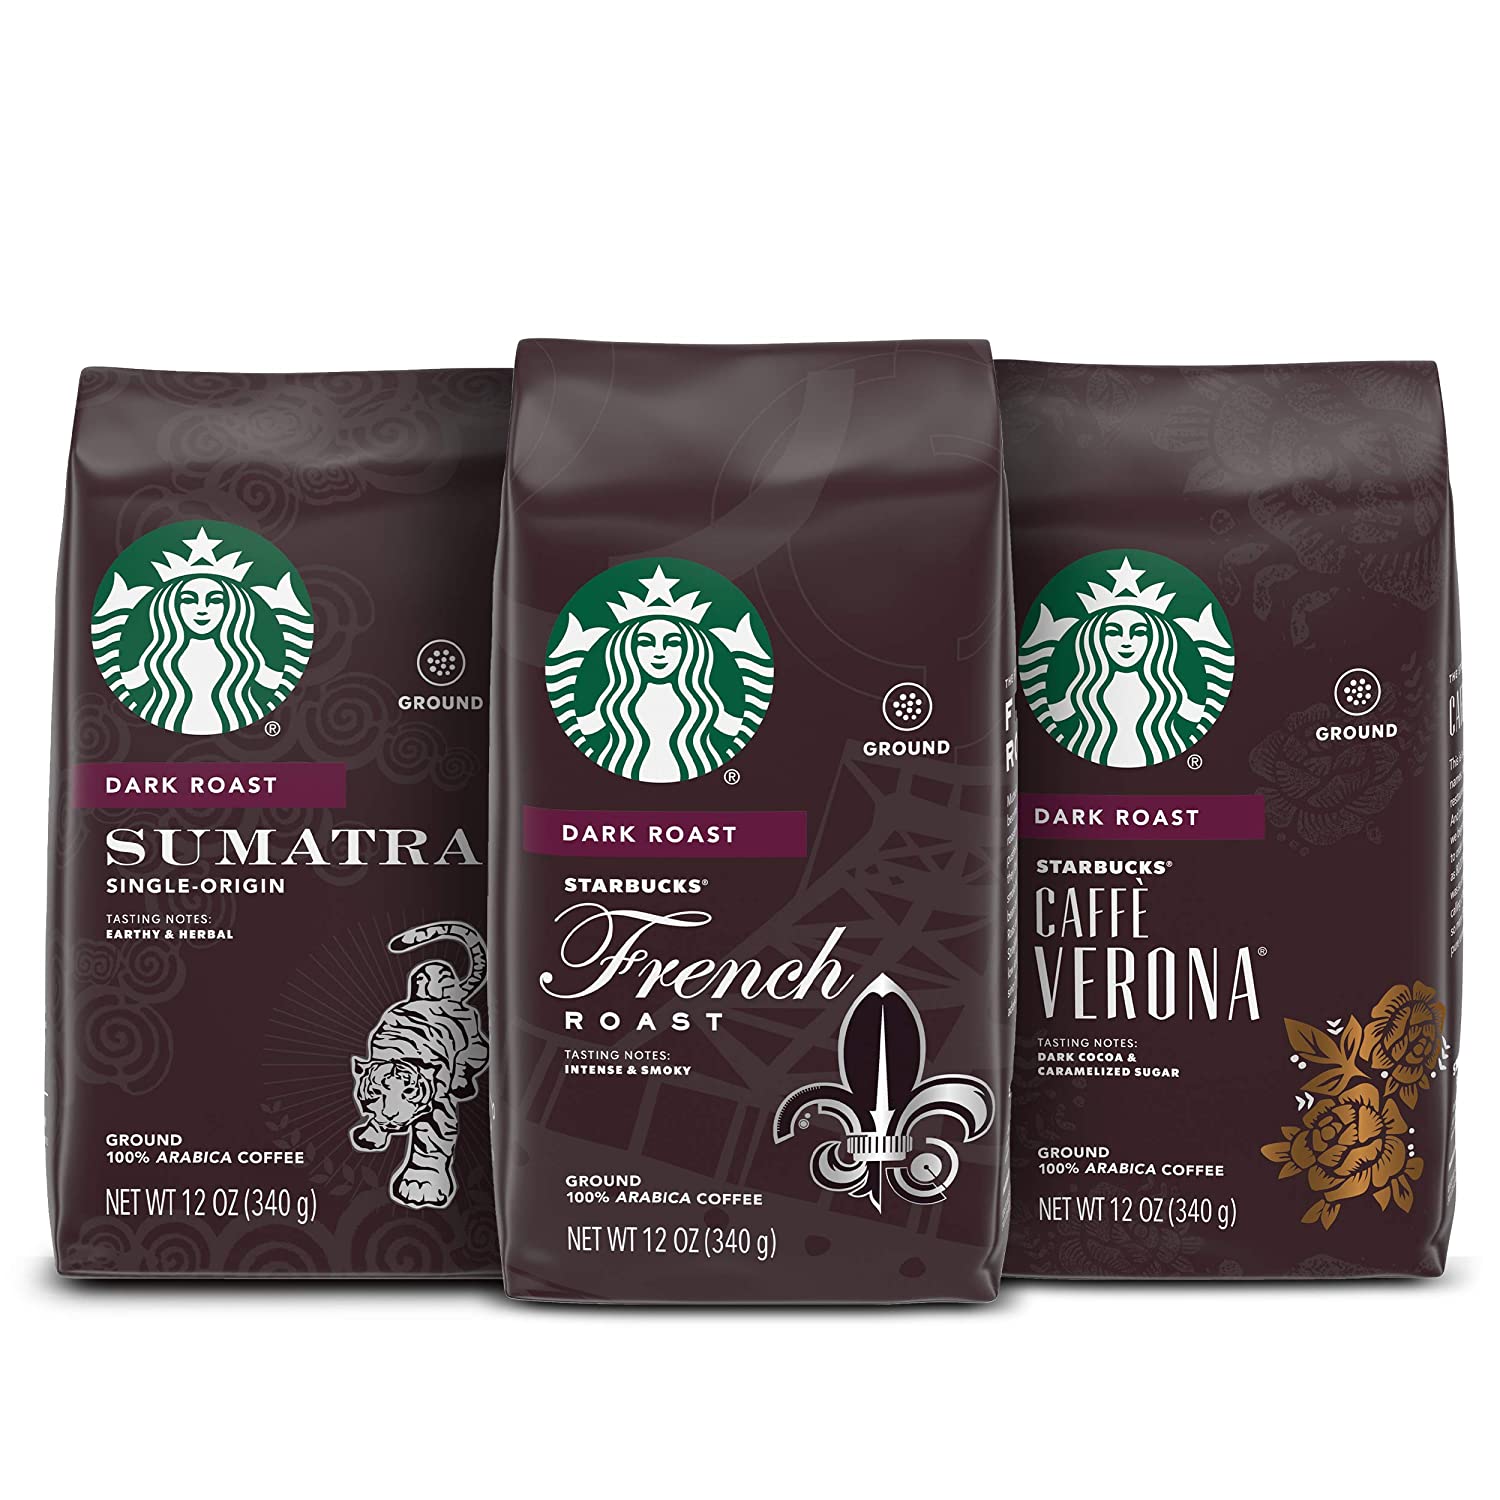 GROUND
DARK ROAST
SUMATRA
SINGLE-ORIGIN
TASTING NOTES:
EARTHY & HERBAL
GROUND
100% ARABICA COFFEE
NET WT 12 OZ (340 g)
GROUND
DARK ROAST
STARBUCKS®
French
ROAST
TASTING NOTES:
INTENSE & SMOKY
GROUND
100% ARABICA COFFEE
NET WT 12 OZ (340 g)
GROUND
DARK ROAST
STARBUCKS®
CAFFÈ
VERONA®
TASTING NOTES:
DARK COCOA &
CARAMELIZED SUGAR
GROUND
100% ARABICA COFFEE
NET WT 12 OZ (340 g)